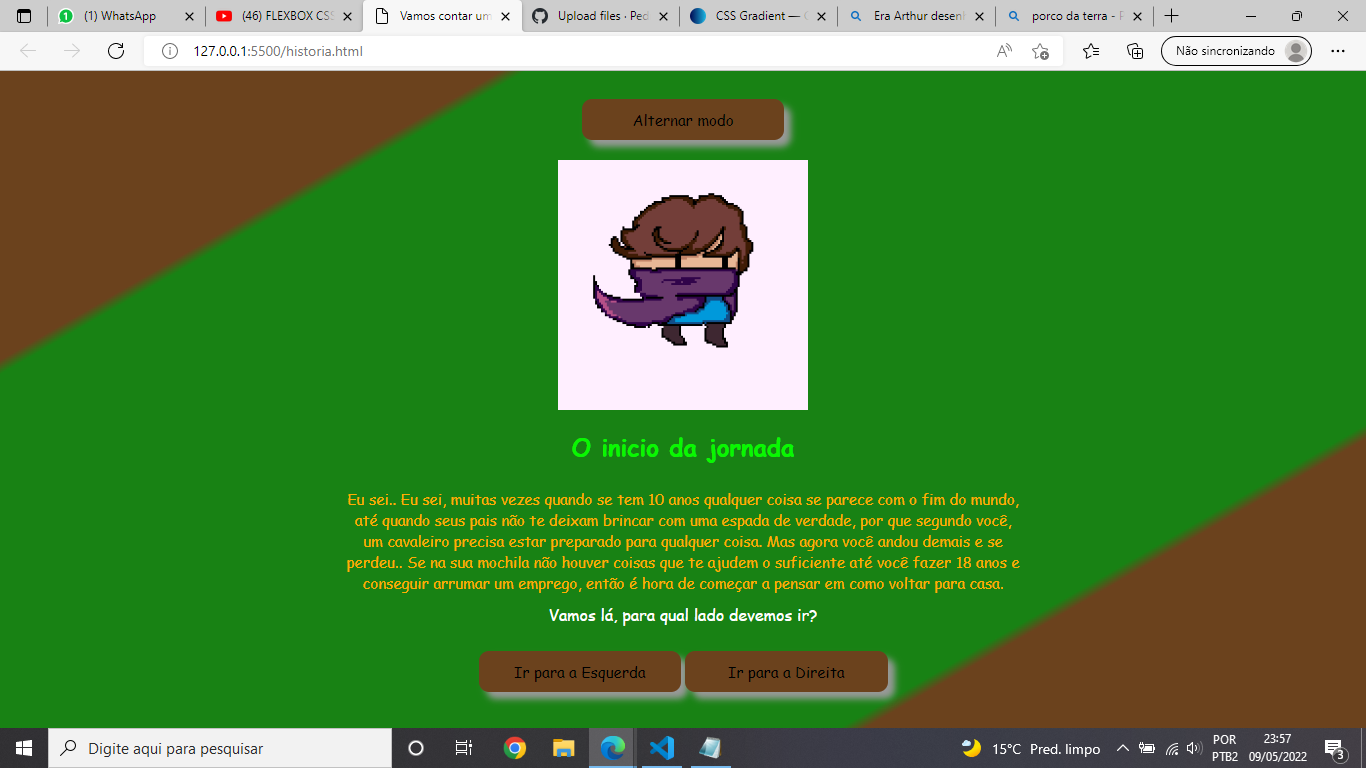 (1) WhatsApp
(46) FLEXBOX CSS
Vamos contar um
Upload files · Ped
CSS Gradient —
Era Arthur desenh
porco da terra -
127.0.0.1:5500/historia.html
Não sincronizando
Alternar modo
O inicio da jornada
Eu sei.. Eu sei, muitas vezes quando se tem 10 anos qualquer coisa se parece com o fim do mundo,
até quando seus pais não te deixam brincar com uma espada de verdade, por que segundo você,
um cavaleiro precisa estar preparado para qualquer coisa. Mas agora você andou demais e se
perdeu.. Se na sua mochila não houver coisas que te ajudem o suficiente até você fazer 18 anos e
conseguir arrumar um emprego, então é hora de começar a pensar em como voltar para casa.
Vamos lá, para qual lado devemos ir?
Ir para a Esquerda
Ir para a Direita
Digite aqui para pesquisar
15°C Pred. limpo
POR
PTB2
23:57
09/05/2022
3